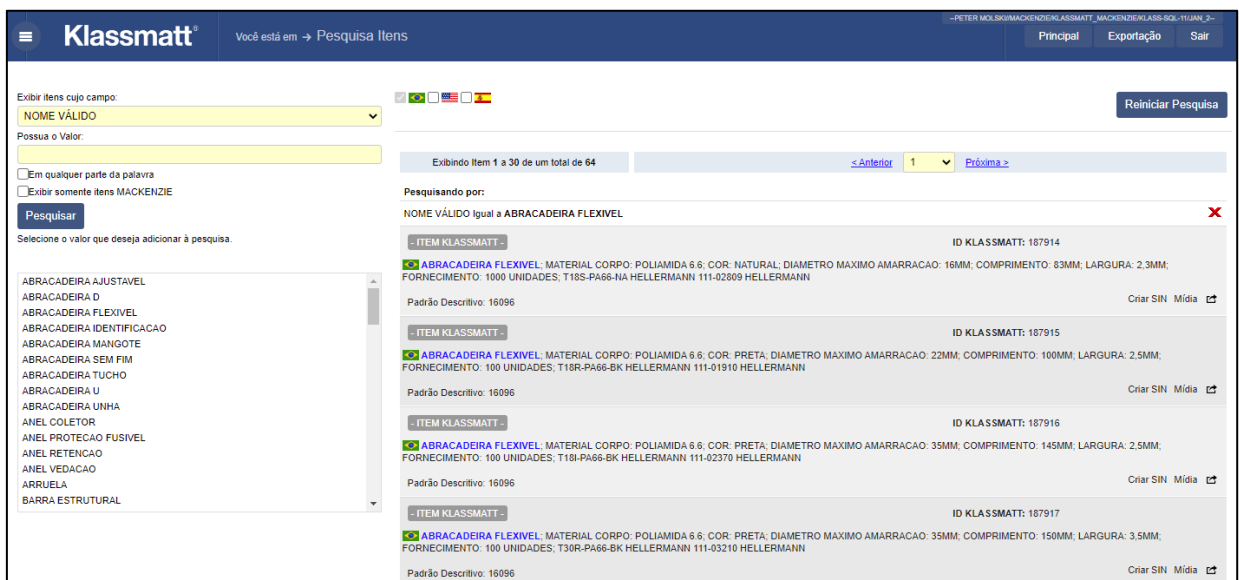 --PETER MOLSKI/MACKENZIE/KLASSMATT_MACKENZIE/KLASS-SQL-11/JAN_2--
Klassmatt®
Você está em → Pesquisa Itens
Principal Exportação Sair
Exibir itens cujo campo:
NOME VÁLIDO
Possua o Valor:
Em qualquer parte da palavra
Exibir somente itens MACKENZIE
Pesquisar
Selecione o valor que deseja adicionar à pesquisa.
ABRACADEIRA AJUSTAVEL
ABRACADEIRA D
ABRACADEIRA FLEXIVEL
ABRACADEIRA IDENTIFICACAO
ABRACADEIRA MANGOTE
ABRACADEIRA SEM FIM
ABRACADEIRA TUCHO
ABRACADEIRA U
ABRACADEIRA UNHA
ANEL COLETOR
ANEL PROTECAO FUSIVEL
ANEL RETENCAO
ANEL VEDACAO
ARRUELA
BARRA ESTRUTURAL
Reiniciar Pesquisa
Exibindo Item 1 a 30 de um total de 64
< Anterior 1 Próxima >
Pesquisando por:
NOME VÁLIDO Igual a ABRACADEIRA FLEXIVEL X
- ITEM KLASSMATT - ID KLASSMATT: 187914
ABRACADEIRA FLEXIVEL; MATERIAL CORPO: POLIAMIDA 6.6; COR: NATURAL; DIAMETRO MAXIMO AMARRACAO: 16MM; COMPRIMENTO: 83MM; LARGURA: 2,3MM;
FORNECIMENTO: 1000 UNIDADES; T18S-PA66-NA HELLERMANN 111-02809 HELLERMANN
Padrão Descritivo: 16096 Criar SIN Mídia
- ITEM KLASSMATT - ID KLASSMATT: 187915
ABRACADEIRA FLEXIVEL; MATERIAL CORPO: POLIAMIDA 6.6; COR: PRETA; DIAMETRO MAXIMO AMARRACAO: 22MM; COMPRIMENTO: 100MM; LARGURA: 2,5MM;
FORNECIMENTO: 100 UNIDADES; T18R-PA66-BK HELLERMANN 111-01910 HELLERMANN
Padrão Descritivo: 16096 Criar SIN Mídia
- ITEM KLASSMATT - ID KLASSMATT: 187916
ABRACADEIRA FLEXIVEL; MATERIAL CORPO: POLIAMIDA 6.6; COR: PRETA; DIAMETRO MAXIMO AMARRACAO: 35MM; COMPRIMENTO: 145MM; LARGURA: 2,5MM;
FORNECIMENTO: 100 UNIDADES; T18I-PA66-BK HELLERMANN 111-02370 HELLERMANN
Padrão Descritivo: 16096 Criar SIN Mídia
- ITEM KLASSMATT - ID KLASSMATT: 187917
ABRACADEIRA FLEXIVEL; MATERIAL CORPO: POLIAMIDA 6.6; COR: PRETA; DIAMETRO MAXIMO AMARRACAO: 35MM; COMPRIMENTO: 150MM; LARGURA: 3,5MM;
FORNECIMENTO: 100 UNIDADES; T30R-PA66-BK HELLERMANN 111-03210 HELLERMANN
Padrão Descritivo: 16096 Criar SIN Mídia